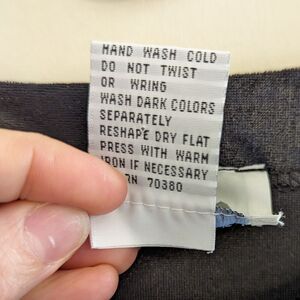 HAND WASH COLD
DO NOT TWIST
OR WRING
WASH DARK COLORS
SEPARATELY
RESHAPE DRY FLAT
PRESS WITH WARM
IRON IF NECESSARY
RN 70380